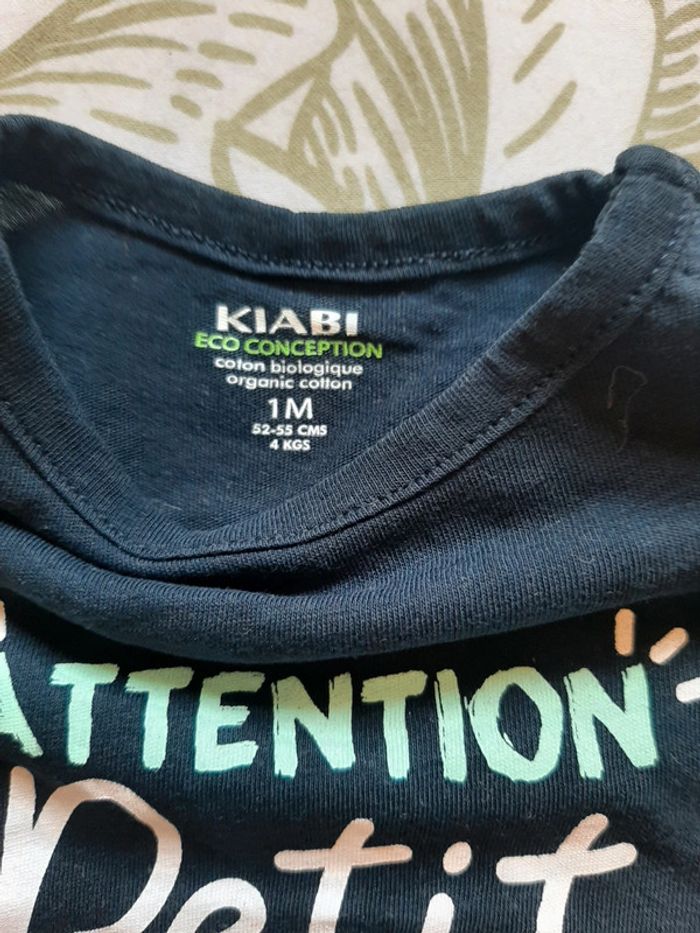 KIABI
ECO CONCEPTION
coton biologique
organic cotton
1M
52-55 CMS
4 KGS
ATTENTION
Petit